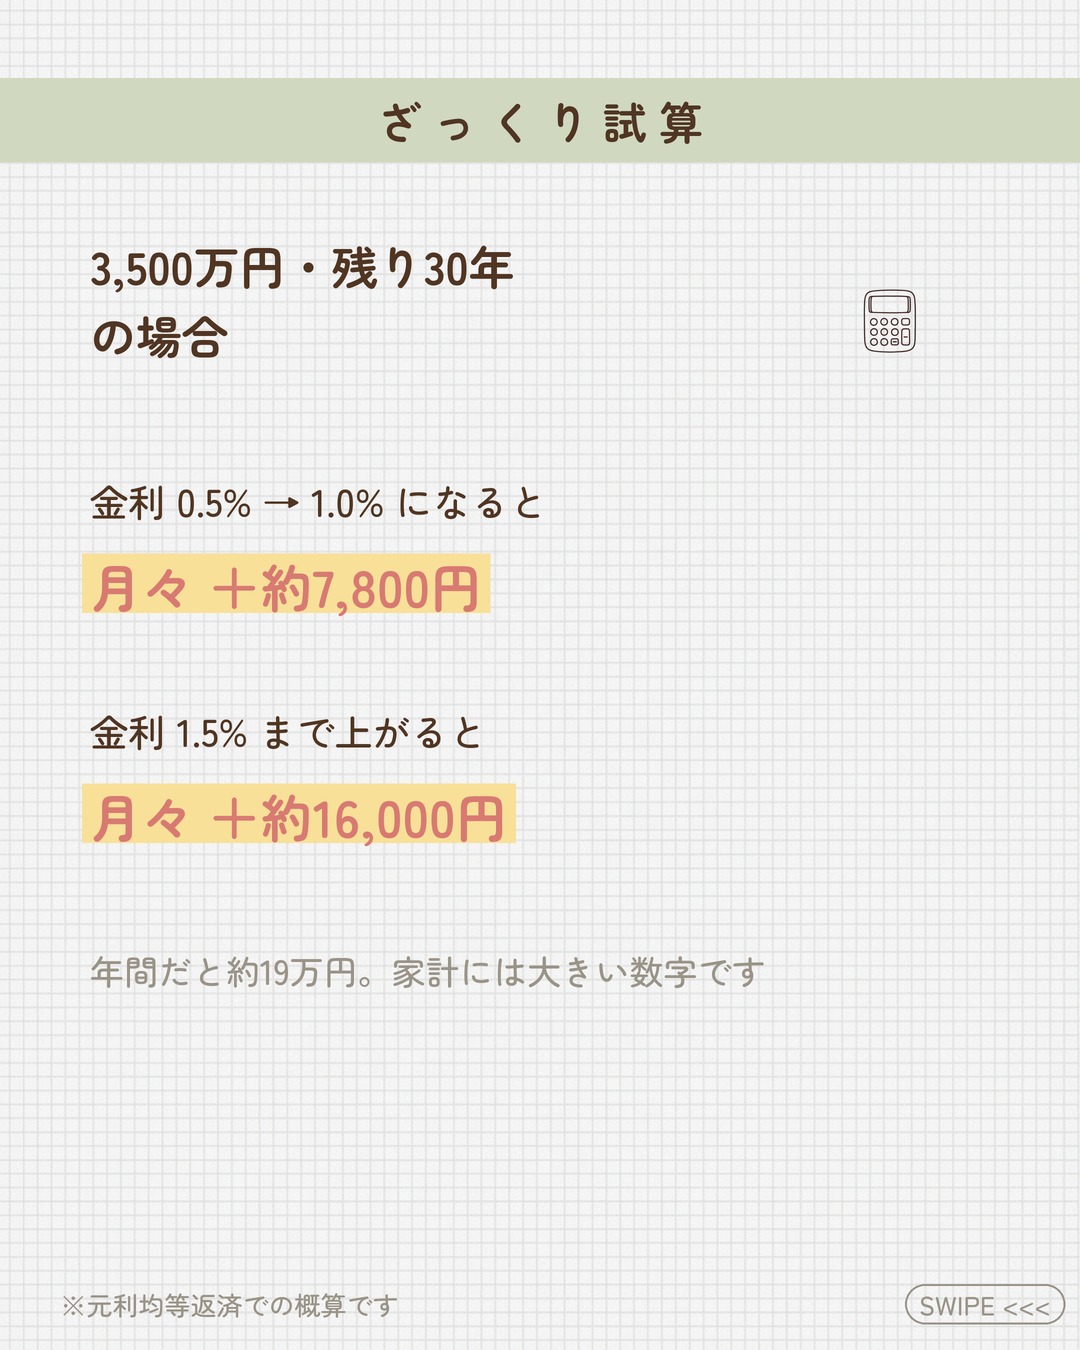 ざっくり試算
3,500万円・残り30年
の場合
金利 0.5% → 1.0% になると
月々 +約7,800円
金利 1.5% まで上がると
月々 +約16,000円
年間だと約19万円。家計には大きい数字です
※元利均等返済での概算です
SWIPE <<<